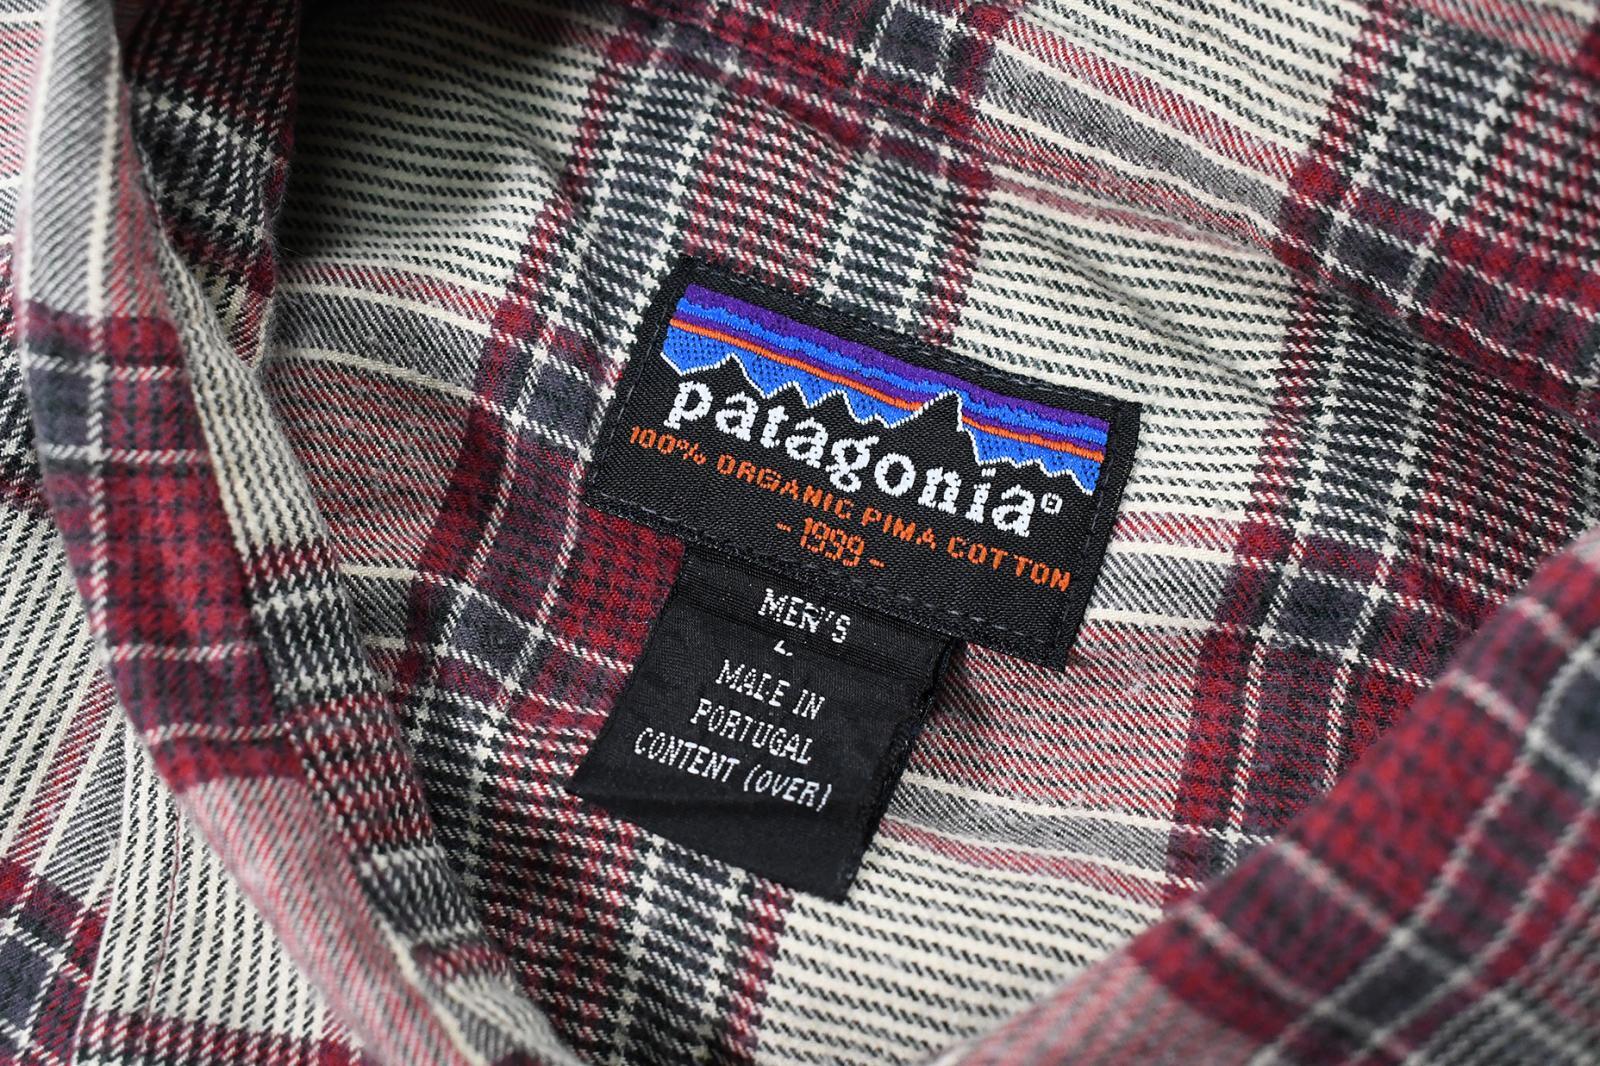 patagonia®
100% ORGANIC PIMA COTTON
- 1999 -
MEN'S
L
MADE IN
PORTUGAL
CONTENT (OVER)